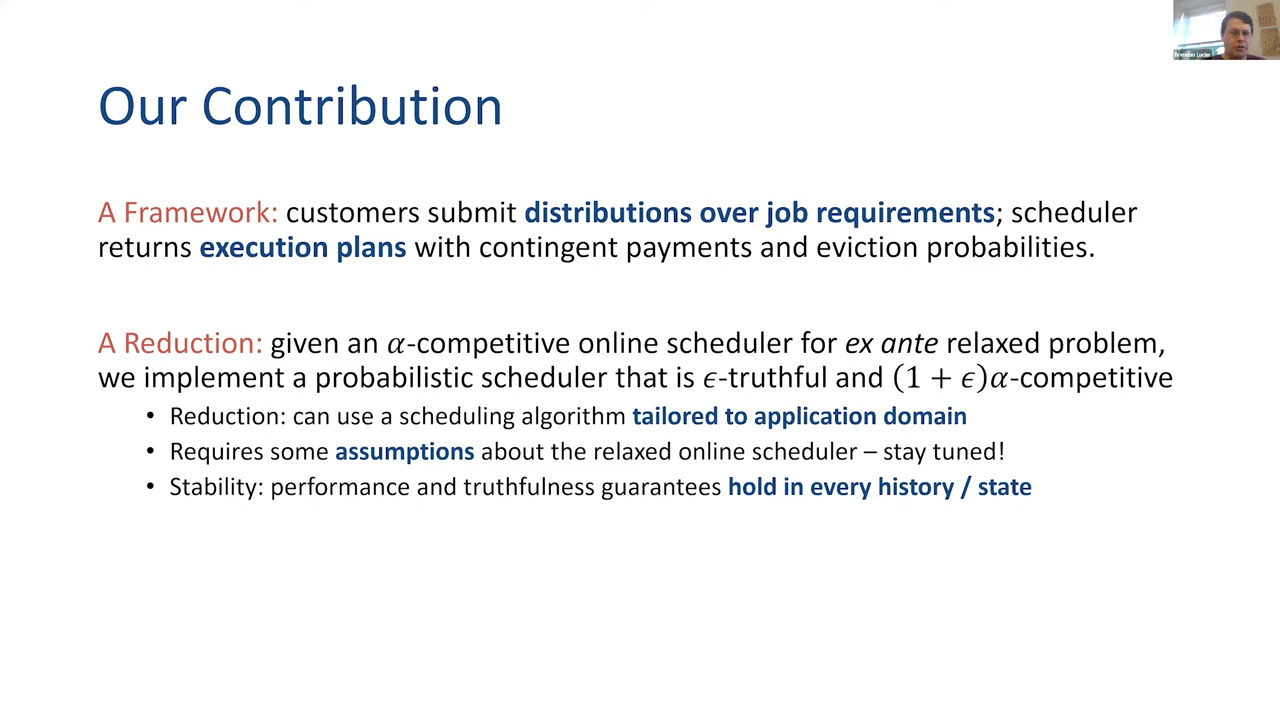 Brendan Lucier
Our Contribution
A Framework: customers submit distributions over job requirements; scheduler
returns execution plans with contingent payments and eviction probabilities.
A Reduction: given an α-competitive online scheduler for ex ante relaxed problem,
we implement a probabilistic scheduler that is ϵ-truthful and (1 + ϵ)α-competitive
• Reduction: can use a scheduling algorithm tailored to application domain
• Requires some assumptions about the relaxed online scheduler – stay tuned!
• Stability: performance and truthfulness guarantees hold in every history / state